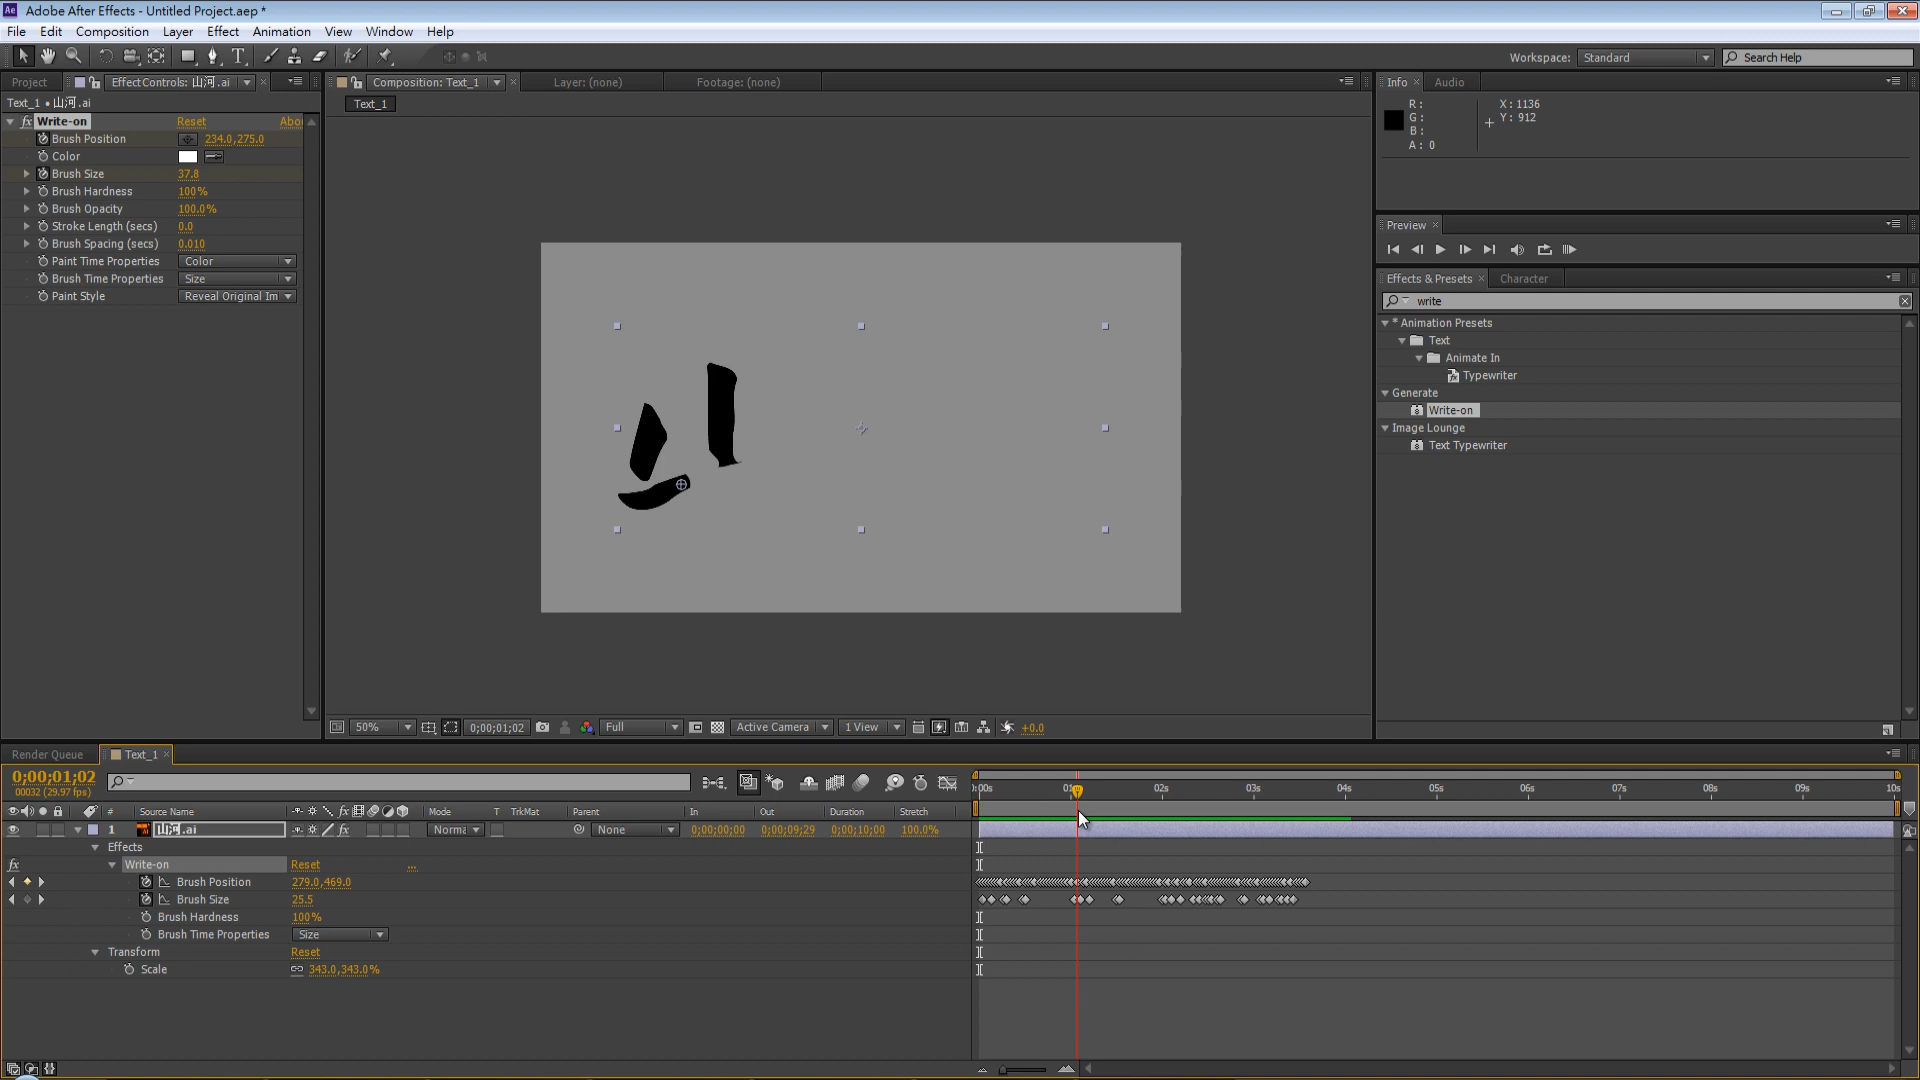 Adobe After Effects - Untitled Project.aep *
File Edit Composition Layer Effect Animation View Window Help
Workspace: Standard Search Help
Project Effect Controls: 山河.ai Composition: Text_1 Layer: (none) Footage: (none) Info Audio
Text_1 • 山河.ai
Text_1
fx Write-on Reset Abo
Brush Position 234.0,275.0
Color
Brush Size 37.8
Brush Hardness 100%
Brush Opacity 100.0%
Stroke Length (secs) 0.0
Brush Spacing (secs) 0.010
Paint Time Properties Color
Brush Time Properties Size
Paint Style Reveal Original Im
R: X: 1136
G: Y: 912
B:
A: 0
Preview
Effects & Presets Character
write
* Animation Presets
Text
Animate In
Typewriter
Generate
Write-on
Image Lounge
Text Typewriter
50% 0;00;01;02 Full Active Camera 1 View +0.0
Render Queue Text_1
0;00;01;02
00032 (29.97 fps)
):00s 01s 02s 03s 04s 05s 06s 07s 08s 09s 10s
# Source Name fx Mode T TrkMat Parent In Out Duration Stretch
1 山河.ai fx Norma None 0;00;00;00 0;00;09;29 0;00;10;00 100.0%
Effects
fx Write-on Reset ...
Brush Position 279.0,469.0
Brush Size 25.5
Brush Hardness 100%
Brush Time Properties Size
Transform Reset
Scale 343.0,343.0%